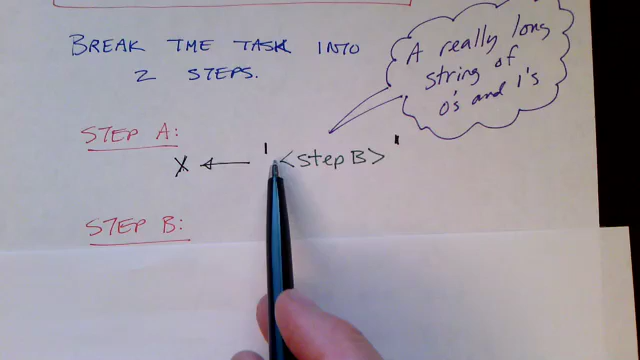 BREAK THE TASK INTO
2 STEPS.
A really long
string of
0's and 1's
STEP A:
X ← '<step B>'
STEP B: